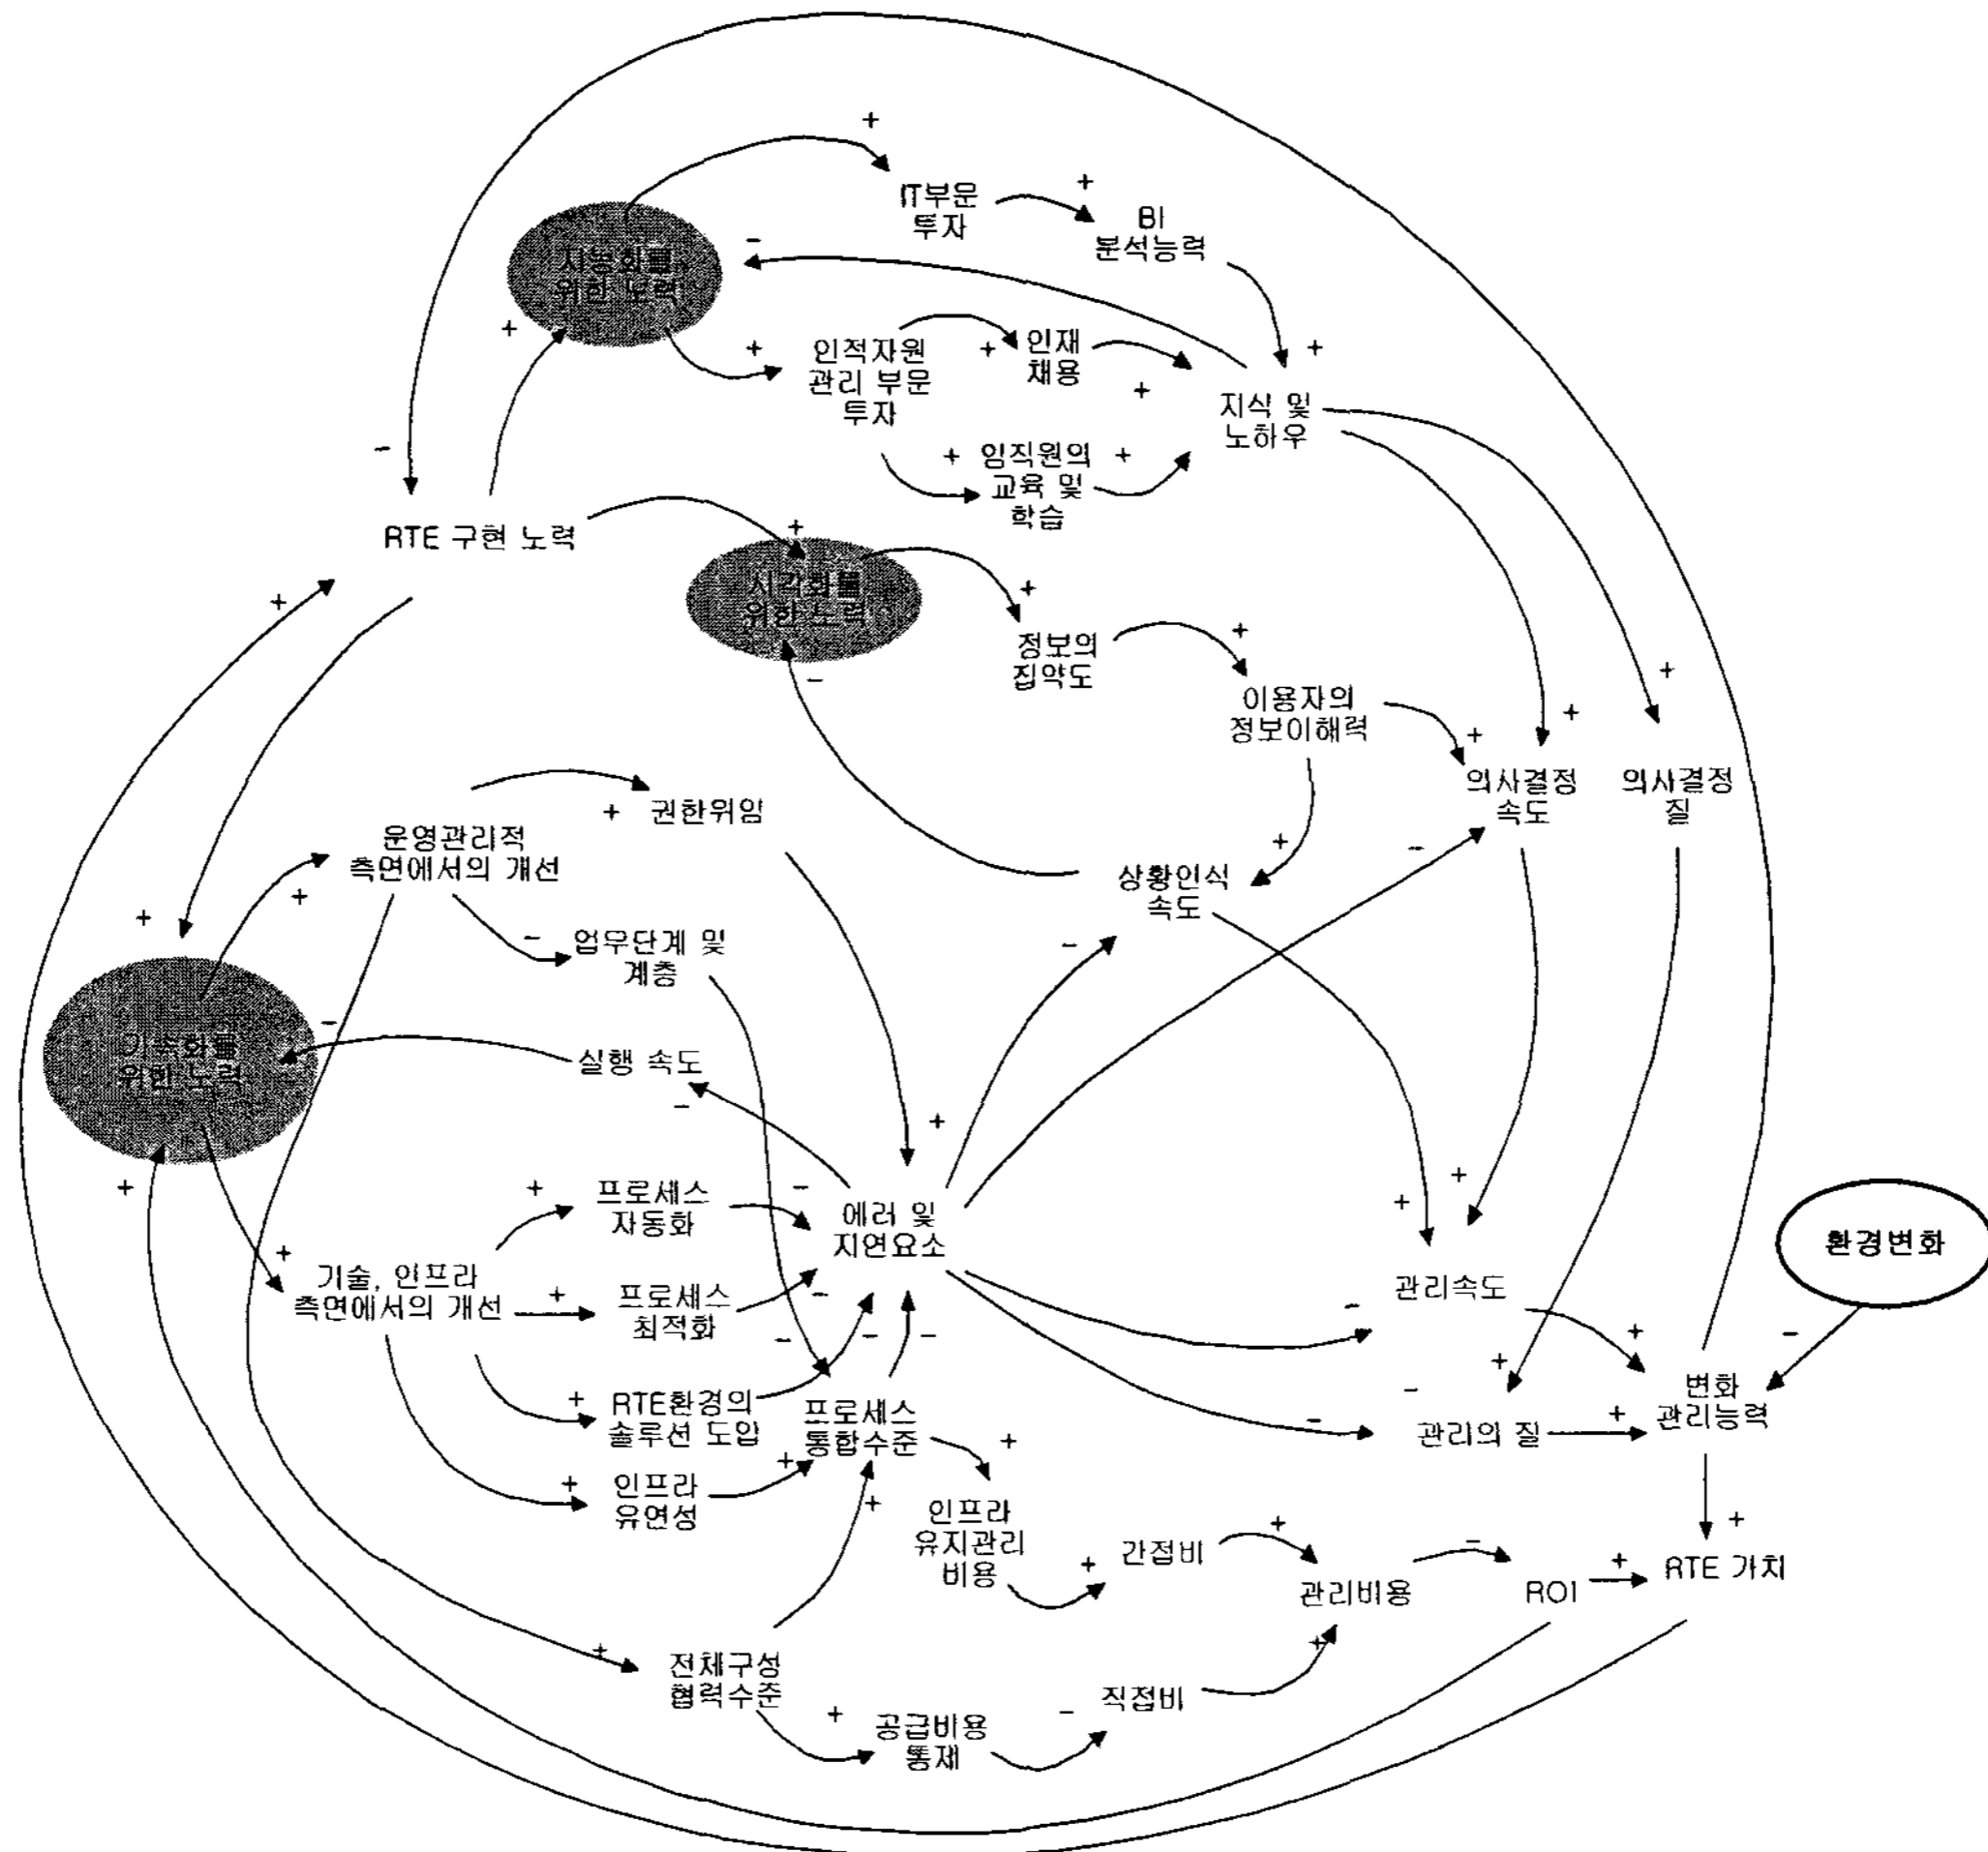 IT부문
투자
BI
분석능력
지능화를
위한 노력
인적자원
관리 부문
투자
인재
채용
지식 및
노하우
임직원의
교육 및
학습
RTE 구현 노력
시각화를
위한 노력
정보의
집약도
이용자의
정보이해력
의사결정
속도
의사결정
질
권한위임
운영관리적
측면에서의 개선
상황인식
속도
업무단계 및
계층
가속화를
위한 노력
실행 속도
프로세스
자동화
에러 및
지연요소
환경변화
기술, 인프라
측면에서의 개선
프로세스
최적화
관리속도
RTE환경의
솔루션 도입
프로세스
통합수준
변화
관리능력
관리의 질
인프라
유연성
인프라
유지관리
비용
간접비
관리비용
ROI
RTE 가치
전체구성
협력수준
직접비
공급비용
통제